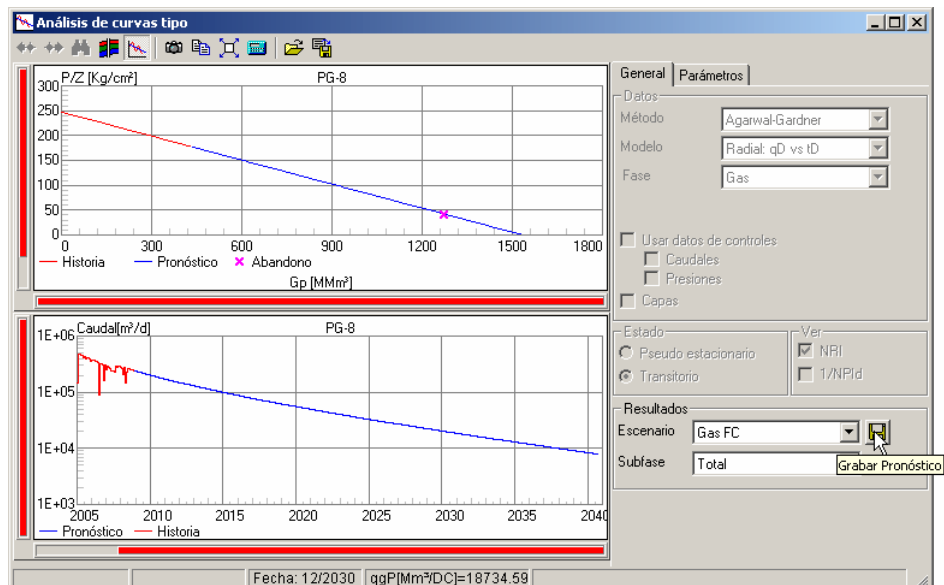 Análisis de curvas tipo
P/Z [Kg/cm²]
PG-8
300
250
200
150
100
50
0
0 300 600 900 1200 1500 1800
Historia Pronóstico Abandono
Gp [MMm³]
Caudal[m³/d]
PG-8
1E+06
1E+05
1E+04
1E+03
2005 2010 2015 2020 2025 2030 2035 2040
Pronóstico Historia
General Parámetros
Datos
Método Agarwal-Gardner
Modelo Radial: qD vs tD
Fase Gas
Usar datos de controles
Caudales
Presiones
Capas
Estado
Pseudo estacionario
Transitorio
Ver
NRI
1/NPId
Resultados
Escenario Gas FC
Subfase Total
Grabar Pronóstico
Fecha: 12/2030 qgP[Mm³/DC]=18734.59